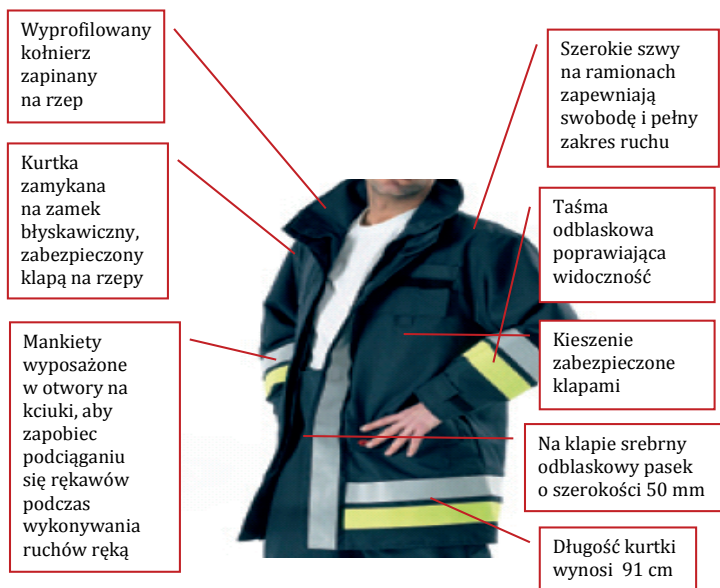 Wyprofilowany
kołnierz
zapinany
na rzep
Kurtka
zamykana
na zamek
błyskawiczny,
zabezpieczony
klapą na rzepy
Mankiety
wyposażone
w otwory na
kciuki, aby
zapobiec
podciąganiu
się rękawów
podczas
wykonywania
ruchów ręką
Szerokie szwy
na ramionach
zapewniają
swobodę i pełny
zakres ruchu
Taśma
odblaskowa
poprawiająca
widoczność
Kieszenie
zabezpieczone
klapami
Na klapie srebrny
odblaskowy pasek
o szerokości 50 mm
Długość kurtki
wynosi 91 cm